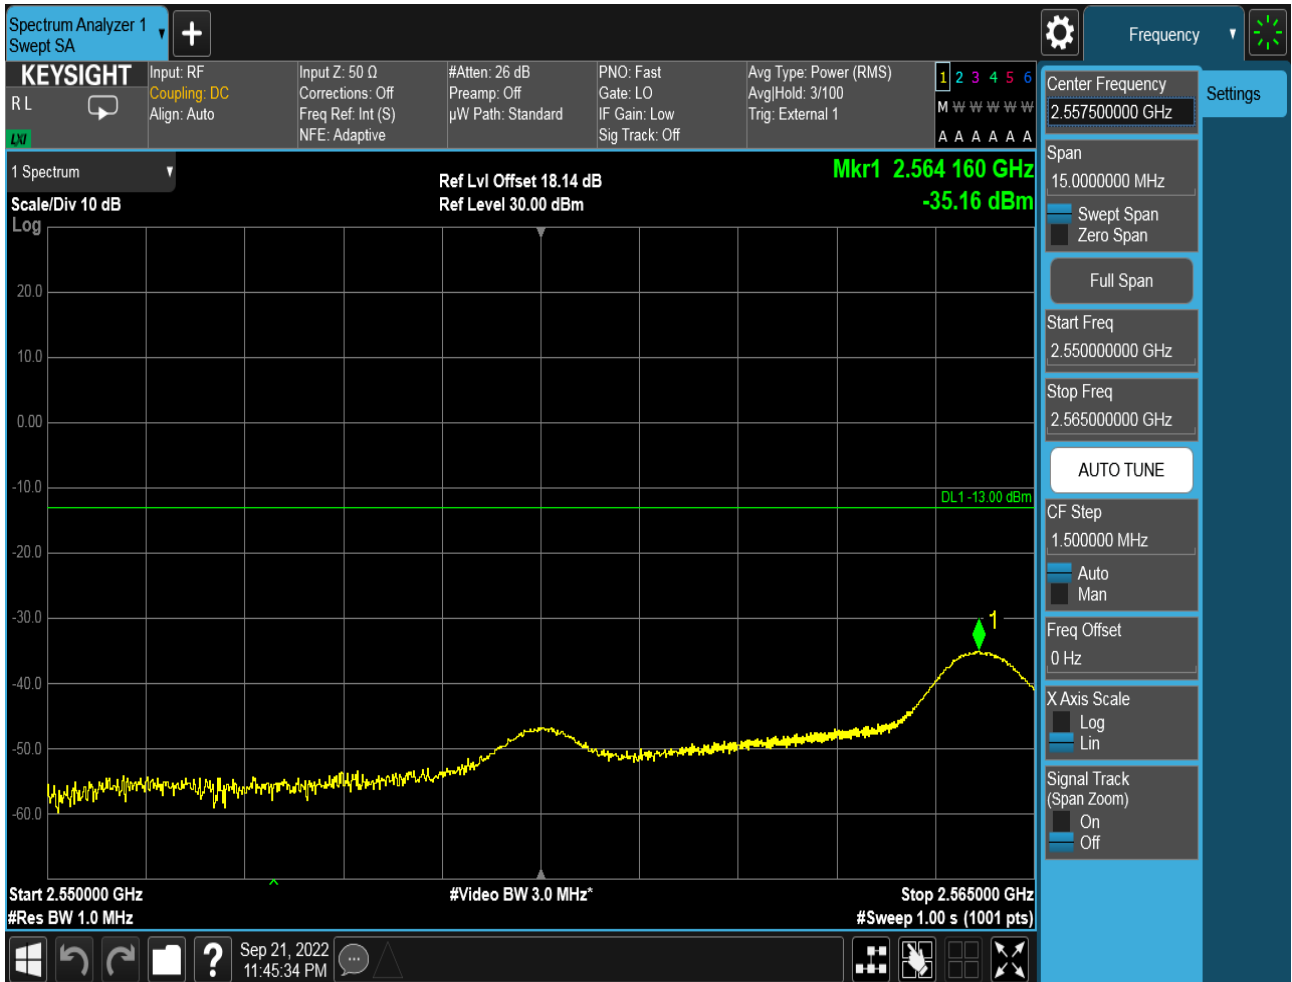 Spectrum Analyzer 1
Swept SA
+
Frequency
KEYSIGHT
R L
LXI
Input: RF
Coupling: DC
Align: Auto
Input Z: 50 Ω
Corrections: Off
Freq Ref: Int (S)
NFE: Adaptive
#Atten: 26 dB
Preamp: Off
µW Path: Standard
PNO: Fast
Gate: LO
IF Gain: Low
Sig Track: Off
Avg Type: Power (RMS)
Avg|Hold: 3/100
Trig: External 1
1 2 3 4 5 6
M W W W W W
A A A A A A
1 Spectrum
Scale/Div 10 dB
Log
Ref Lvl Offset 18.14 dB
Ref Level 30.00 dBm
Mkr1 2.564 160 GHz
-35.16 dBm
20.0
10.0
0.00
-10.0
DL1 -13.00 dBm
-20.0
-30.0
1
-40.0
-50.0
-60.0
Start 2.550000 GHz
#Video BW 3.0 MHz*
Stop 2.565000 GHz
#Res BW 1.0 MHz
#Sweep 1.00 s (1001 pts)
Center Frequency
2.557500000 GHz
Settings
Span
15.0000000 MHz
Swept Span
Zero Span
Full Span
Start Freq
2.550000000 GHz
Stop Freq
2.565000000 GHz
AUTO TUNE
CF Step
1.500000 MHz
Auto
Man
Freq Offset
0 Hz
X Axis Scale
Log
Lin
Signal Track
(Span Zoom)
On
Off
?
Sep 21, 2022
11:45:34 PM